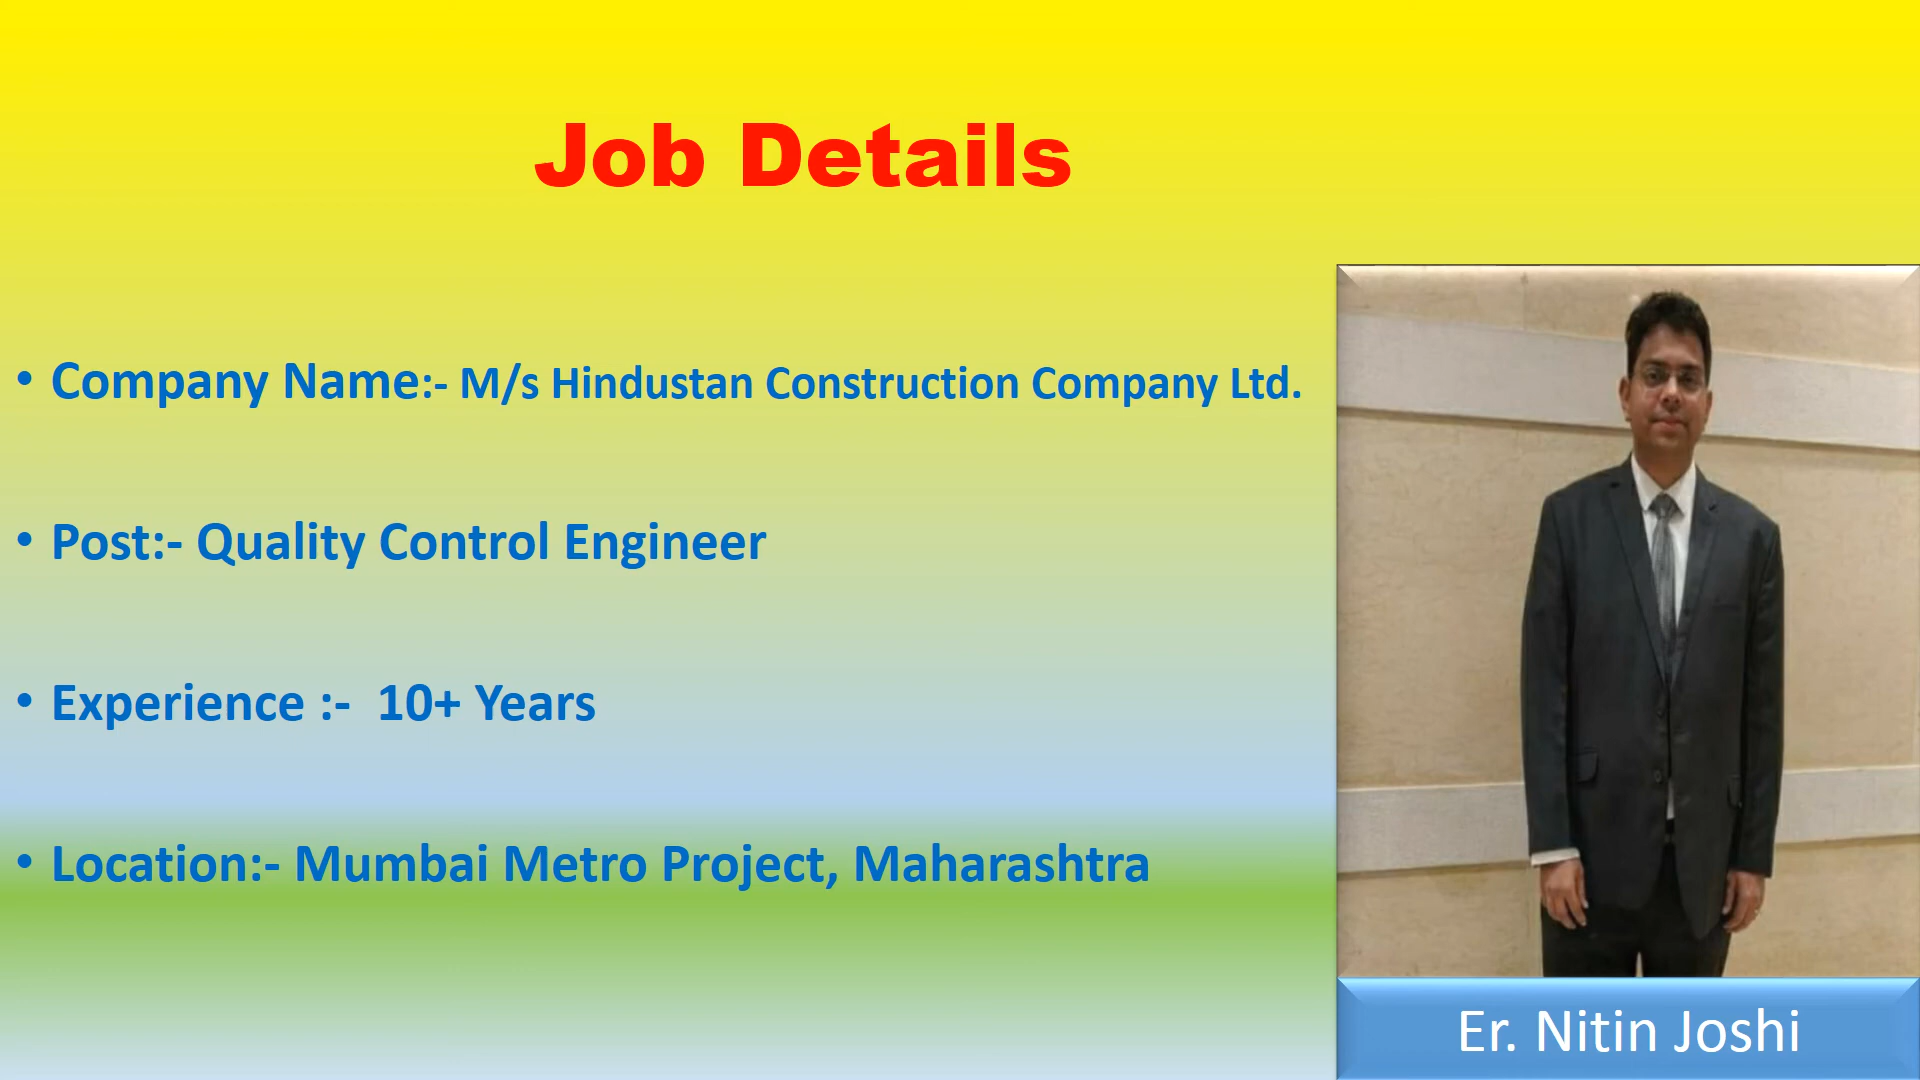 Job Details
• Company Name:- M/s Hindustan Construction Company Ltd.
• Post:- Quality Control Engineer
• Experience :-  10+ Years
• Location:- Mumbai Metro Project, Maharashtra
Er. Nitin Joshi